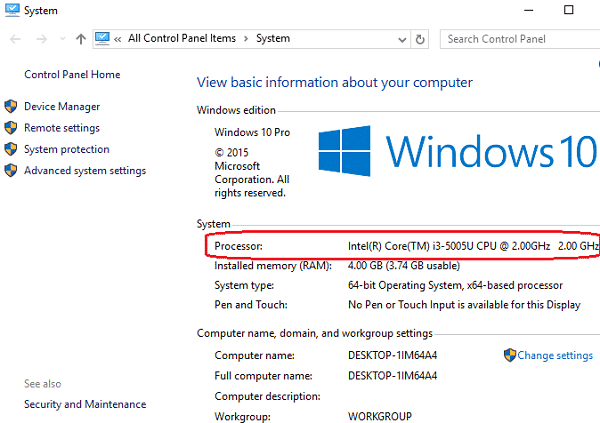 System
« All Control Panel Items > System
Search Control Panel
Control Panel Home
Device Manager
Remote settings
System protection
Advanced system settings
See also
Security and Maintenance
View basic information about your computer
Windows edition
Windows 10 Pro
© 2015
Microsoft
Corporation. All
rights reserved.
Windows 10
System
Processor: Intel(R) Core(TM) i3-5005U CPU @ 2.00GHz 2.00 GHz
Installed memory (RAM): 4.00 GB (3.74 GB usable)
System type: 64-bit Operating System, x64-based processor
Pen and Touch: No Pen or Touch Input is available for this Display
Computer name, domain, and workgroup settings
Computer name: DESKTOP-1IM64A4 Change settings
Full computer name: DESKTOP-1IM64A4
Computer description:
Workgroup: WORKGROUP